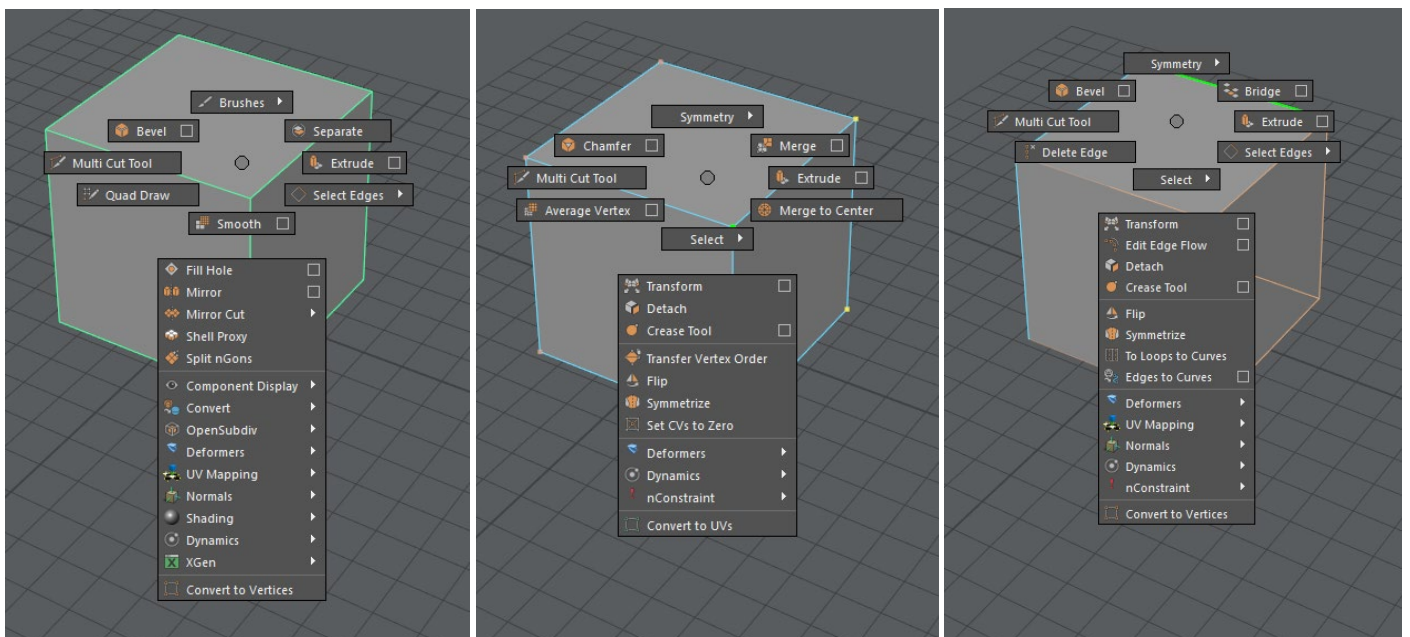 Brushes
Bevel
Separate
Multi Cut Tool
Extrude
Quad Draw
Select Edges
Smooth
Fill Hole
Mirror
Mirror Cut
Shell Proxy
Split nGons
Component Display
Convert
OpenSubdiv
Deformers
UV Mapping
Normals
Shading
Dynamics
XGen
Convert to Vertices
Symmetry
Chamfer
Merge
Multi Cut Tool
Extrude
Average Vertex
Merge to Center
Select
Transform
Detach
Crease Tool
Transfer Vertex Order
Flip
Symmetrize
Set CVs to Zero
Deformers
Dynamics
nConstraint
Convert to UVs
Symmetry
Bevel
Bridge
Multi Cut Tool
Extrude
Delete Edge
Select Edges
Select
Transform
Edit Edge Flow
Detach
Crease Tool
Flip
Symmetrize
To Loops to Curves
Edges to Curves
Deformers
UV Mapping
Normals
Dynamics
nConstraint
Convert to Vertices